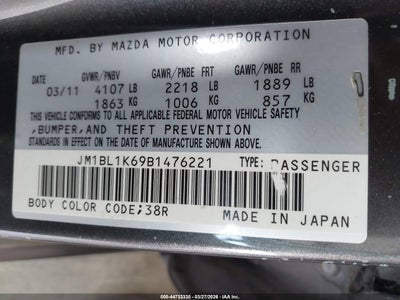 MFD. BY MAZDA MOTOR CORPORATION
GVWR/PNBV GAWR/PNBE FRT GAWR/PNBE RR
03/11 4107 LB 2218 LB 1889 LB
1863 KG 1006 KG 857 KG
THIS VEHICLE CONFORMS TO ALL APPLICABLE FEDERAL MOTOR VEHICLE SAFETY
,BUMPER,AND THEFT PREVENTION
STANDARDS IN EFFECT ON THE DATE OF MANUFACTURE SHOWN ABOVE.
JM1BL1K69B1476221 TYPE: PASSENGER
BODY COLOR CODE;38R MADE IN JAPAN
© IAA 000-44733330 - 03/27/2026 - IAA Holdings, LLC